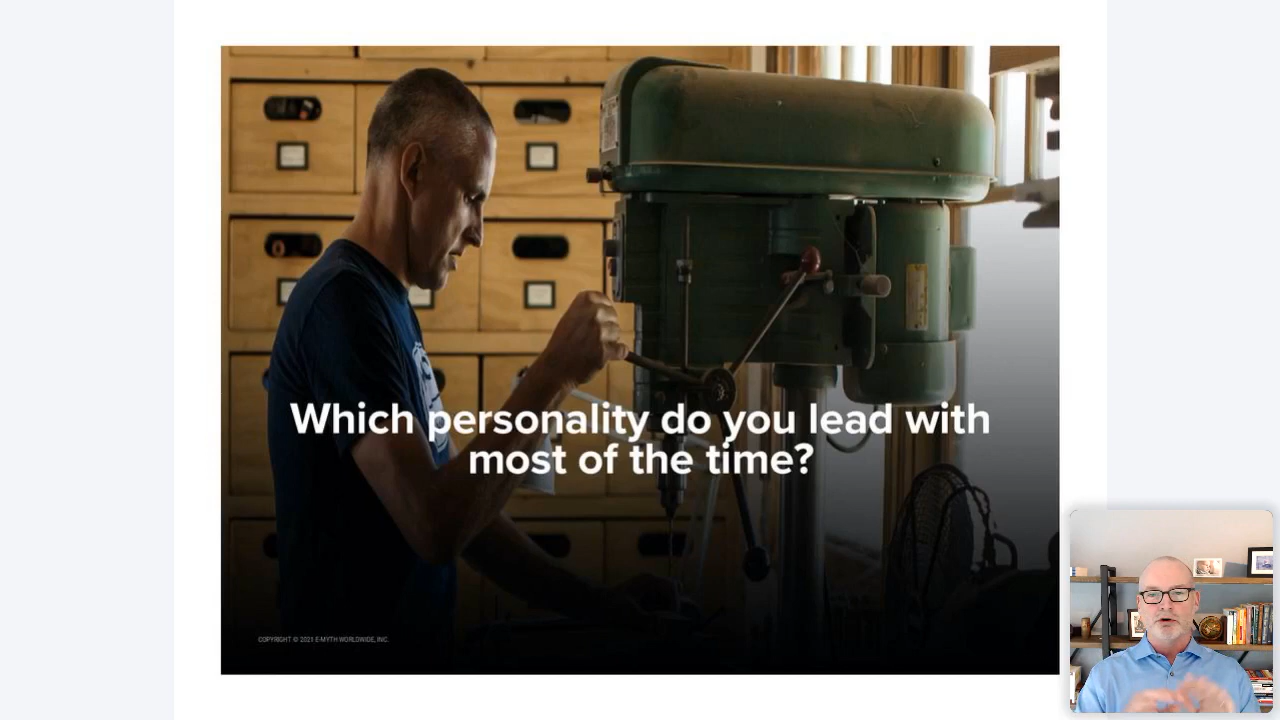 Which personality do you lead with
most of the time?
COPYRIGHT © 2021 E-MYTH WORLDWIDE, INC.